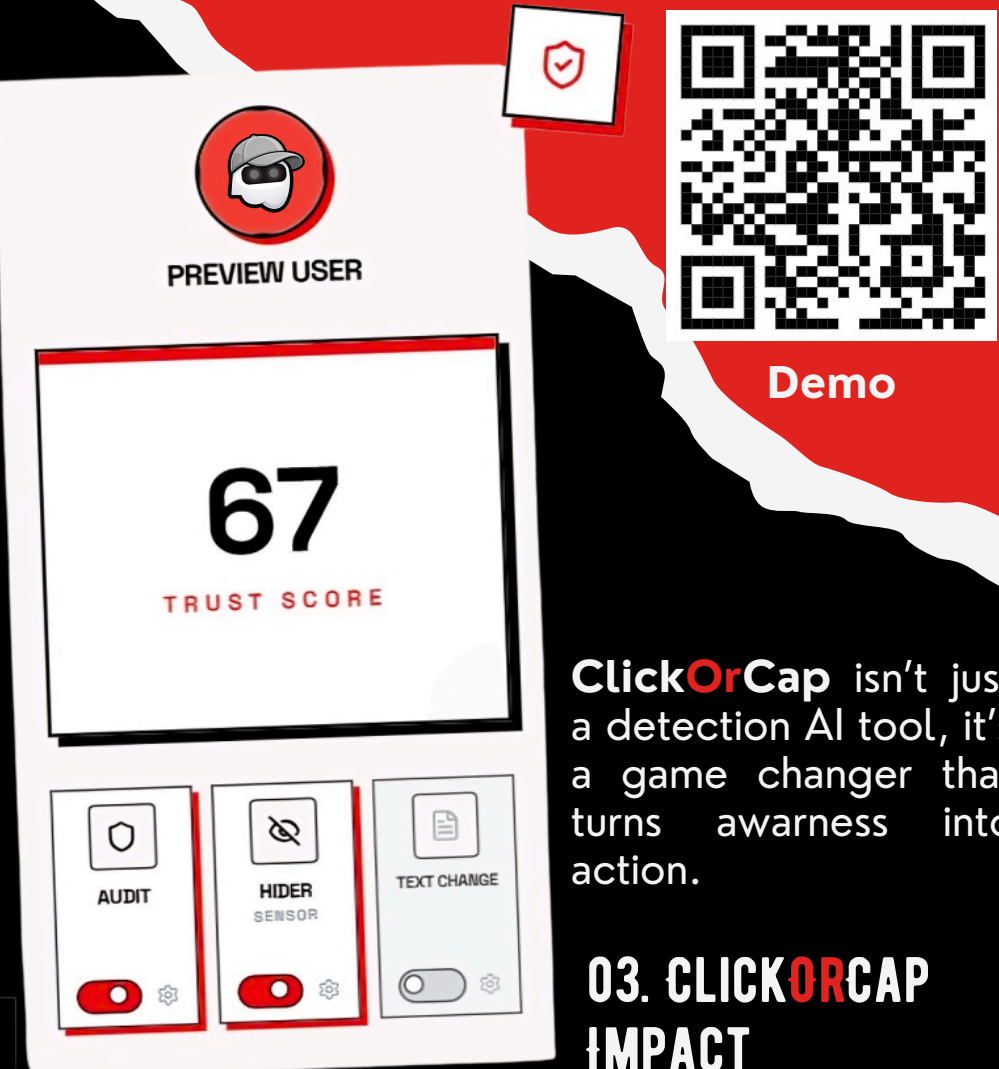 PREVIEW USER
67
TRUST SCORE
AUDIT
HIDER
SENSOR
TEXT CHANGE
Demo
ClickOrCap isn't jus
a detection AI tool, it'
a game changer tha
turns awarness into
action.
03. CLICKORCAP
IMPACT